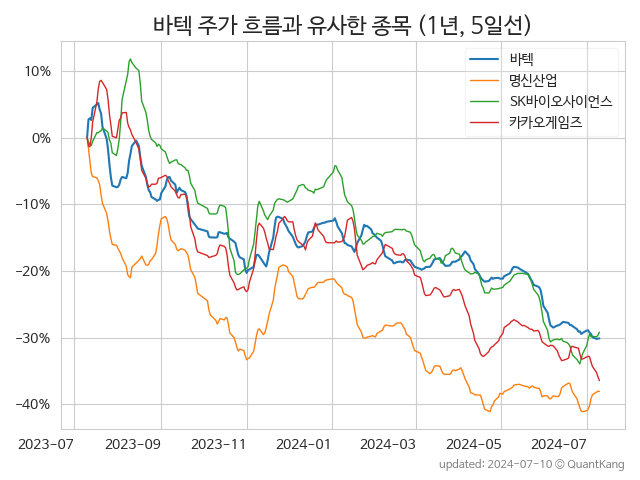 바텍 주가 흐름과 유사한 종목 (1년, 5일선)
바텍
명신산업
SK바이오사이언스
카카오게임즈
10%
0%
−10%
−20%
−30%
−40%
2023-07
2023-09
2023-11
2024-01
2024-03
2024-05
2024-07
updated: 2024-07-10 © QuantKang